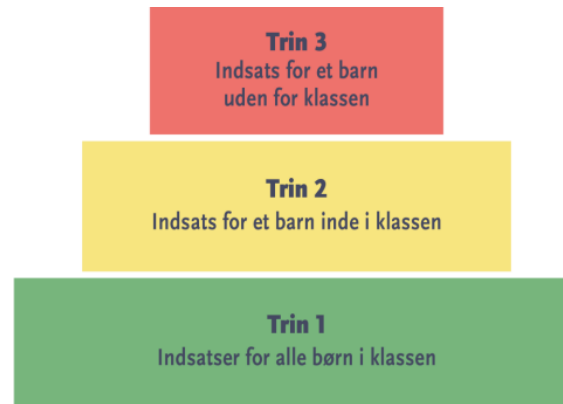 Trin 3
Indsats for et barn
uden for klassen
Trin 2
Indsats for et barn inde i klassen
Trin 1
Indsatser for alle børn i klassen